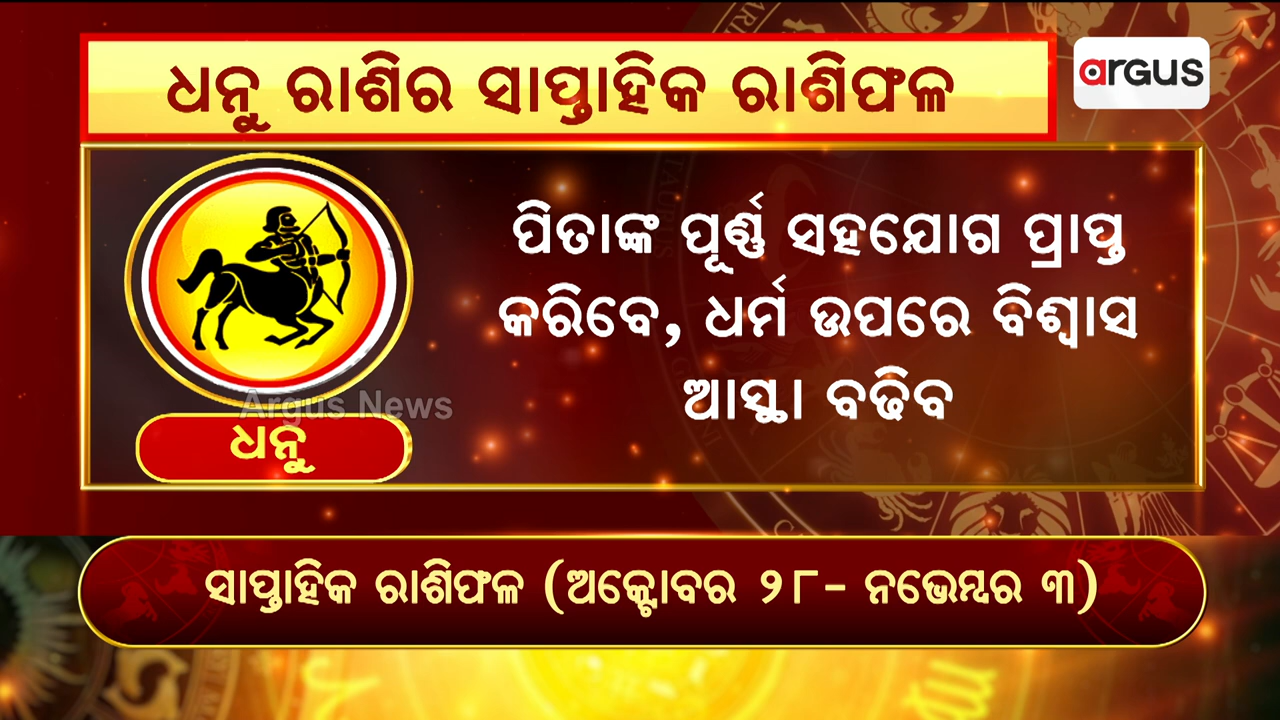 ଧନୁ ରାଶିର ସାପ୍ତାହିକ ରାଶିଫଳ
argus
ପିତାଙ୍କ ପୂର୍ଣ୍ଣ ସହଯୋଗ ପ୍ରାପ୍ତ
କରିବେ, ଧର୍ମ ଉପରେ ବିଶ୍ୱାସ
ଆସ୍ଥା ବଢିବ
Argus News
ଧନୁ
ସାପ୍ତାହିକ ରାଶିଫଳ (ଅକ୍ଟୋବର ୨୮- ନଭେମ୍ବର ୩)